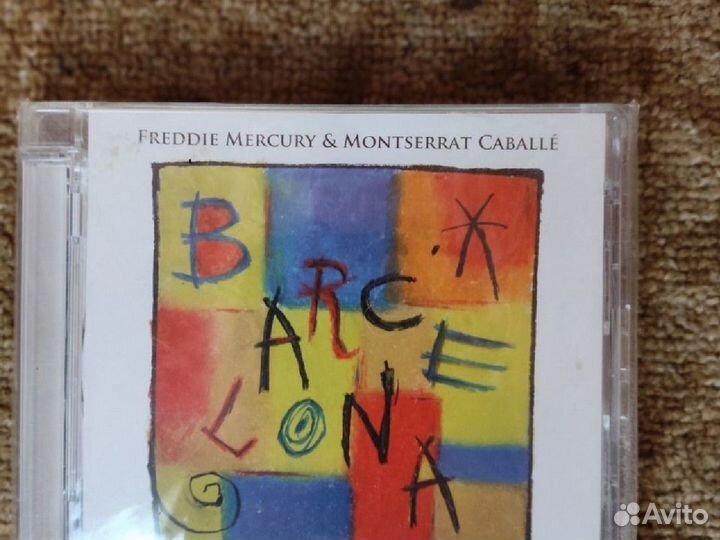 FREDDIE MERCURY & MONTSERRAT CABALLÉ
BARCELONA
Avito